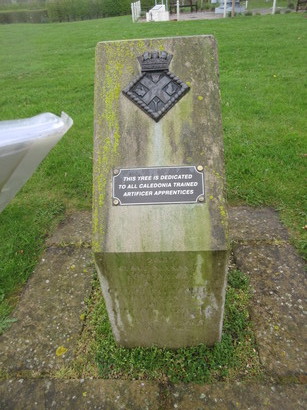 THIS TREE IS DEDICATED
TO ALL CALEDONIA TRAINED
ARTIFICER APPRENTICES